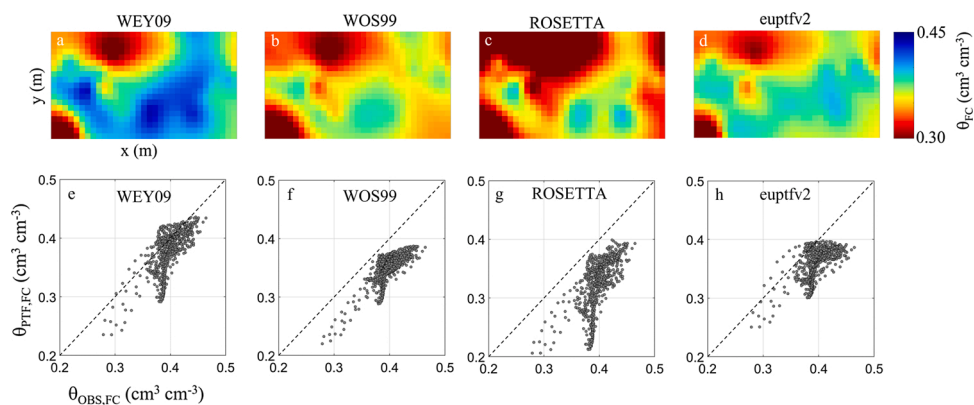 WEY09
WOS99
ROSETTA
euptfv2
a
b
c
d
y (m)
x (m)
0.45
0.30
θFC (cm³ cm⁻³)
e
WEY09
f
WOS99
g
ROSETTA
h
euptfv2
0.5
0.4
0.3
0.2
0.5
0.4
0.3
0.2
0.5
0.4
0.3
0.2
0.5
0.4
0.3
0.2
θPTF,FC (cm³ cm⁻³)
0.2 0.3 0.4 0.5
0.2 0.3 0.4 0.5
0.2 0.3 0.4 0.5
0.2 0.3 0.4 0.5
θOBS,FC (cm³ cm⁻³)